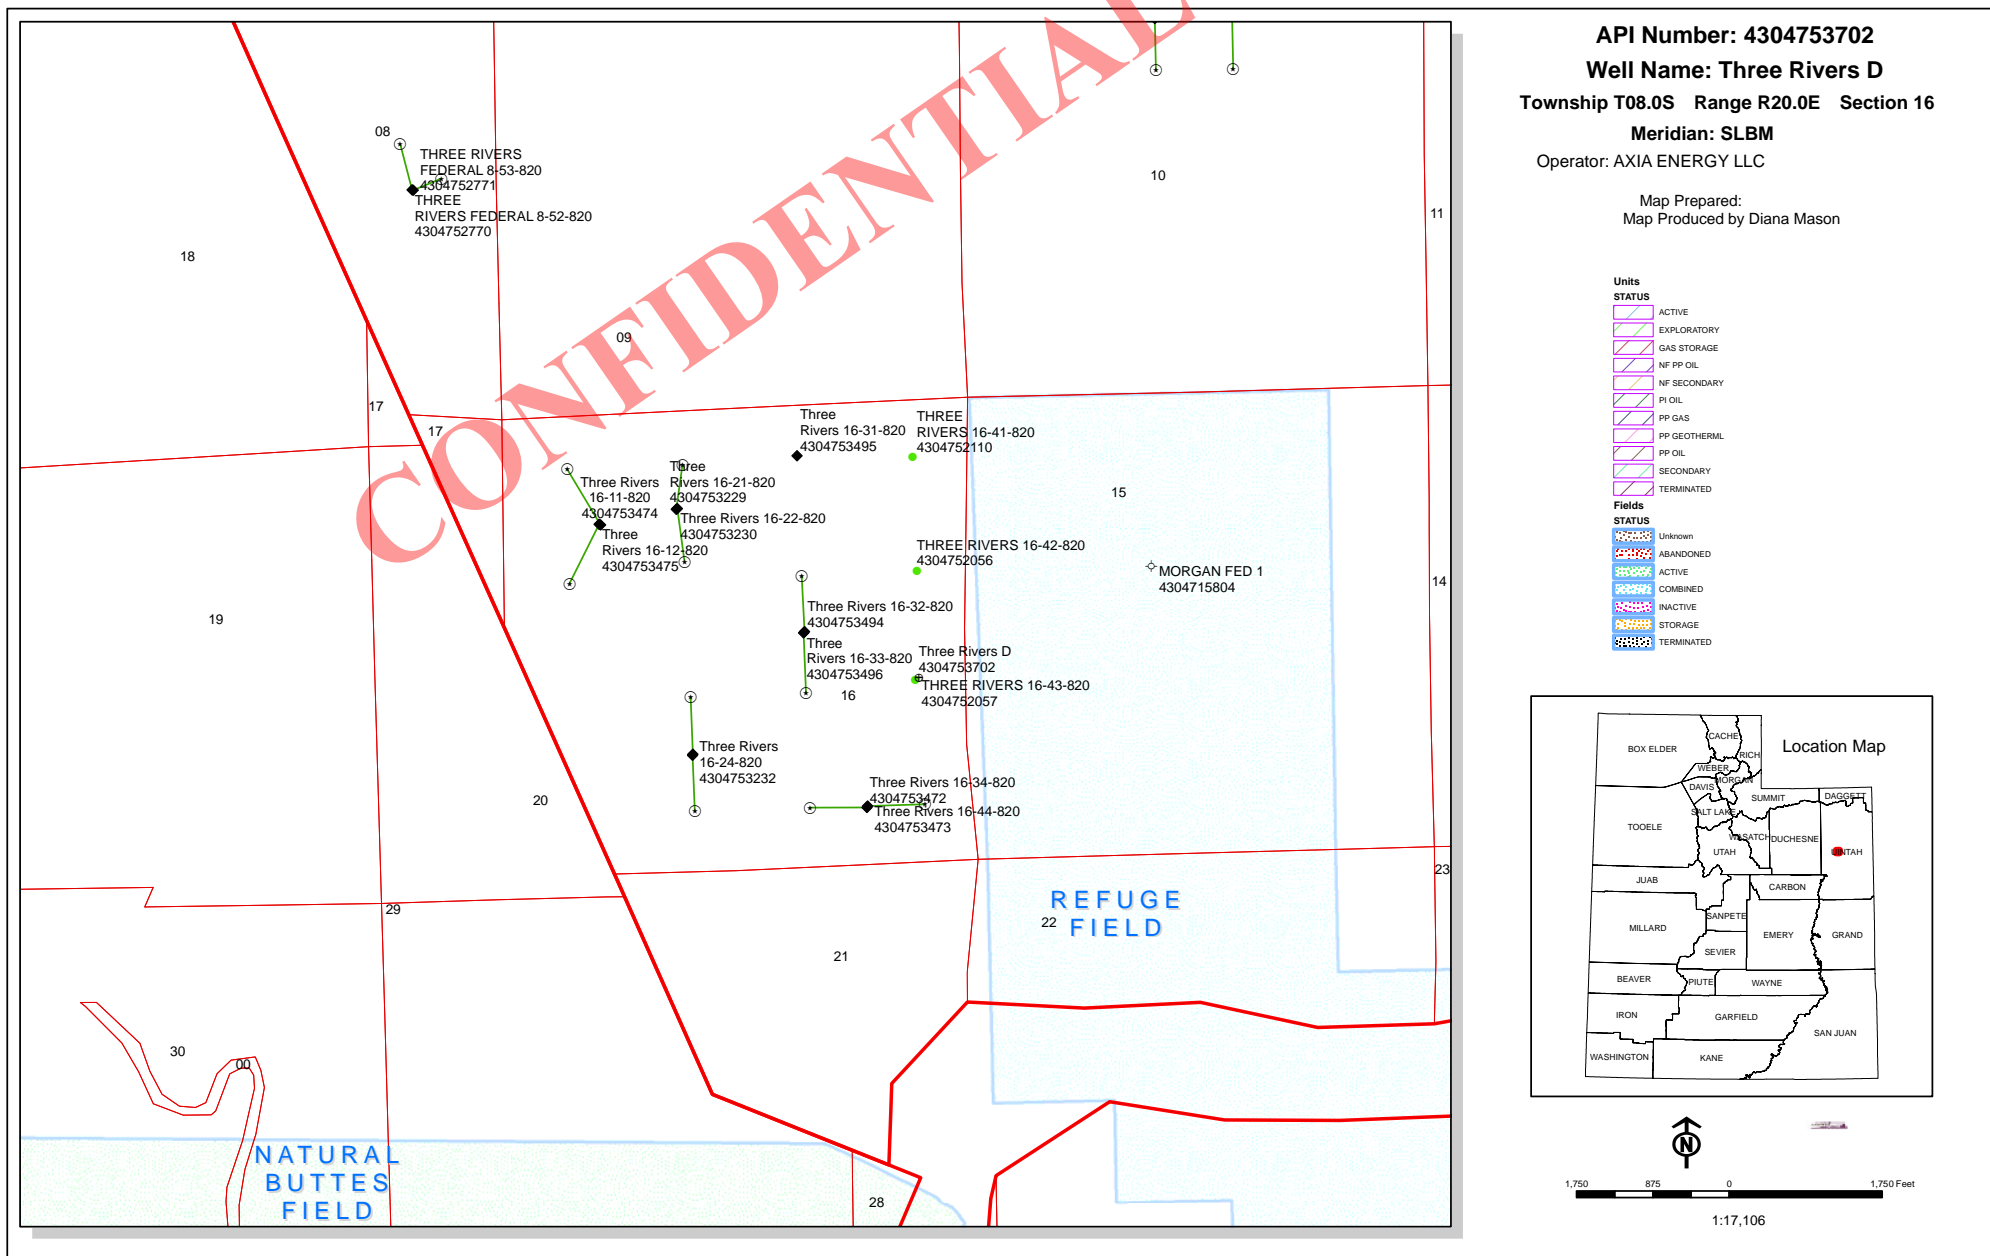 CONFIDENTIAL
08
THREE RIVERS
FEDERAL 8-53-820
4304752771
THREE
RIVERS FEDERAL 8-52-820
4304752770
10
11
18
09
17
17
Three
Rivers 16-31-820
4304753495
THREE
RIVERS 16-41-820
4304752110
Three Rivers
16-11-820
4304753474
Three
Rivers 16-21-820
4304753229
Three Rivers 16-22-820
4304753230
Three
Rivers 16-12-820
4304753475
15
THREE RIVERS 16-42-820
4304752056
MORGAN FED 1
4304715804
14
19
Three Rivers 16-32-820
4304753494
Three
Rivers 16-33-820
4304753496
Three Rivers D
4304753702
THREE RIVERS 16-43-820
4304752057
16
Three Rivers
16-24-820
4304753232
Three Rivers 16-34-820
4304753472
Three Rivers 16-44-820
4304753473
20
23
29
REFUGE
FIELD
22
21
30
00
NATURAL
BUTTES
FIELD
28
API Number: 4304753702
Well Name: Three Rivers D
Township T08.0S Range R20.0E Section 16
Meridian: SLBM
Operator: AXIA ENERGY LLC
Map Prepared:
Map Produced by Diana Mason
Units
STATUS
ACTIVE
EXPLORATORY
GAS STORAGE
NF PP OIL
NF SECONDARY
PI OIL
PP GAS
PP GEOTHERML
PP OIL
SECONDARY
TERMINATED
Fields
STATUS
Unknown
ABANDONED
ACTIVE
COMBINED
INACTIVE
STORAGE
TERMINATED
Location Map
BOX ELDER
CACHE
RICH
WEBER
MORGAN
DAVIS
SUMMIT
DAGGETT
SALT LAKE
TOOELE
WASATCH
DUCHESNE
UTAH
UINTAH
JUAB
CARBON
SANPETE
MILLARD
EMERY
GRAND
SEVIER
BEAVER
PIUTE
WAYNE
IRON
GARFIELD
SAN JUAN
WASHINGTON
KANE
N
1,750 875 0 1,750 Feet
1:17,106